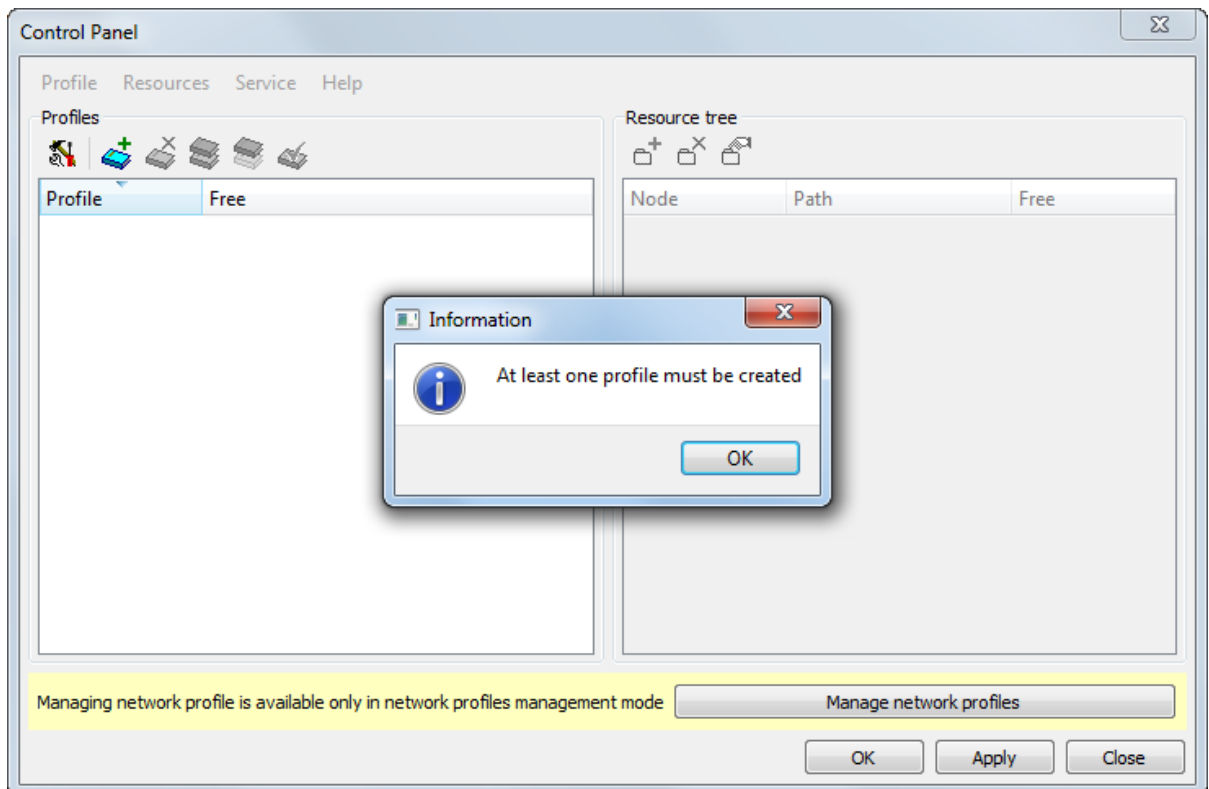 Control Panel
Profile Resources Service Help
Profiles
Resource tree
Profile Free
Node Path Free
Information
At least one profile must be created
OK
Managing network profile is available only in network profiles management mode
Manage network profiles
OK Apply Close